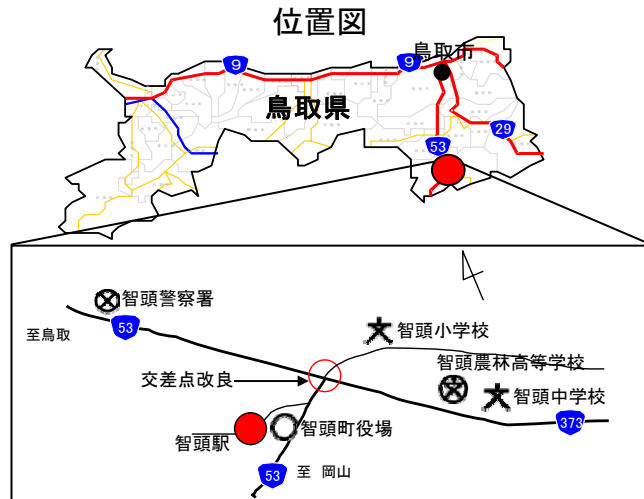 位置図
9
9
鳥取市
鳥取県
29
53
智頭警察署
至鳥取
53
智頭小学校
智頭農林高等学校
交差点改良
智頭中学校
373
智頭町役場
智頭駅
53
至 岡山